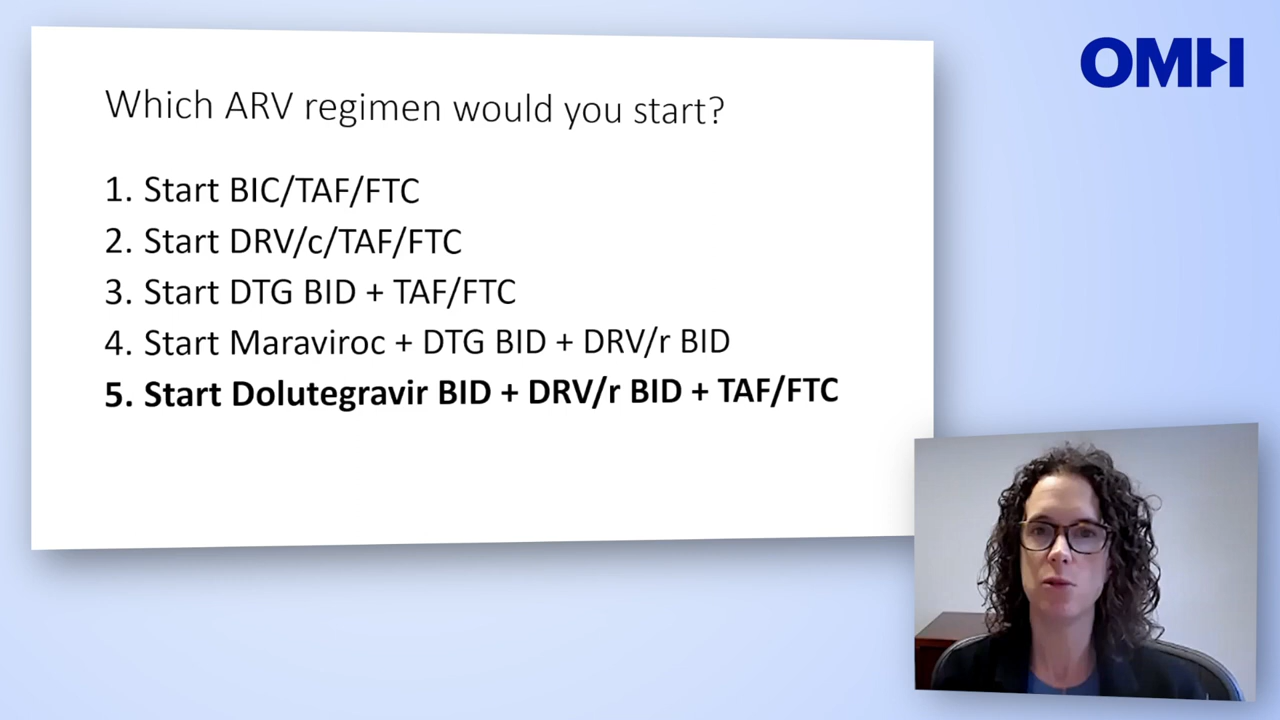 OMH
Which ARV regimen would you start?
1. Start BIC/TAF/FTC
2. Start DRV/c/TAF/FTC
3. Start DTG BID + TAF/FTC
4. Start Maraviroc + DTG BID + DRV/r BID
5. Start Dolutegravir BID + DRV/r BID + TAF/FTC